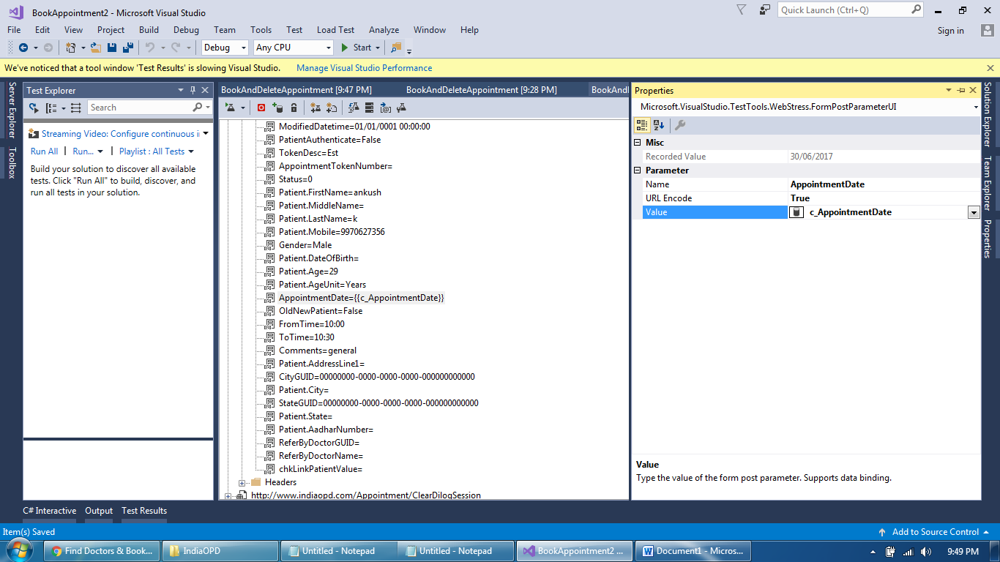 BookAppointment2 - Microsoft Visual Studio
Quick Launch (Ctrl+Q)
File Edit View Project Build Debug Team Tools Test Load Test Analyze Window Help
Sign in
Debug Any CPU Start
We've noticed that a tool window 'Test Results' is slowing Visual Studio. Manage Visual Studio Performance
Server Explorer
Toolbox
Test Explorer
Search
Streaming Video: Configure continuous i
Run All | Run... | Playlist : All Tests
Build your solution to discover all available
tests. Click "Run All" to build, discover, and
run all tests in your solution.
BookAndDeleteAppointment [9:47 PM] BookAndDeleteAppointment [9:28 PM] BookAndI
ModifiedDatetime=01/01/0001 00:00:00
PatientAuthenticate=False
TokenDesc=Est
AppointmentTokenNumber=
Status=0
Patient.FirstName=ankush
Patient.MiddleName=
Patient.LastName=k
Patient.Mobile=9970627356
Gender=Male
Patient.DateOfBirth=
Patient.Age=29
Patient.AgeUnit=Years
AppointmentDate={{c_AppointmentDate}}
OldNewPatient=False
FromTime=10:00
ToTime=10:30
Comments=general
Patient.AddressLine1=
CityGUID=00000000-0000-0000-0000-000000000000
Patient.City=
StateGUID=00000000-0000-0000-0000-000000000000
Patient.State=
Patient.AadharNumber=
ReferByDoctorGUID=
ReferByDoctorName=
chkLinkPatientValue=
Headers
http://www.indiaopd.com/Appointment/ClearDilogSession
Properties
Microsoft.VisualStudio.TestTools.WebStress.FormPostParameterUI
Misc
Recorded Value 30/06/2017
Parameter
Name AppointmentDate
URL Encode True
Value c_AppointmentDate
Value
Type the value of the form post parameter. Supports data binding.
Solution Explorer
Team Explorer
Properties
C# Interactive Output Test Results
Item(s) Saved
Add to Source Control
Find Doctors & Book... IndiaOPD Untitled - Notepad Untitled - Notepad BookAppointment2 ... Document1 - Micros...
9:49 PM